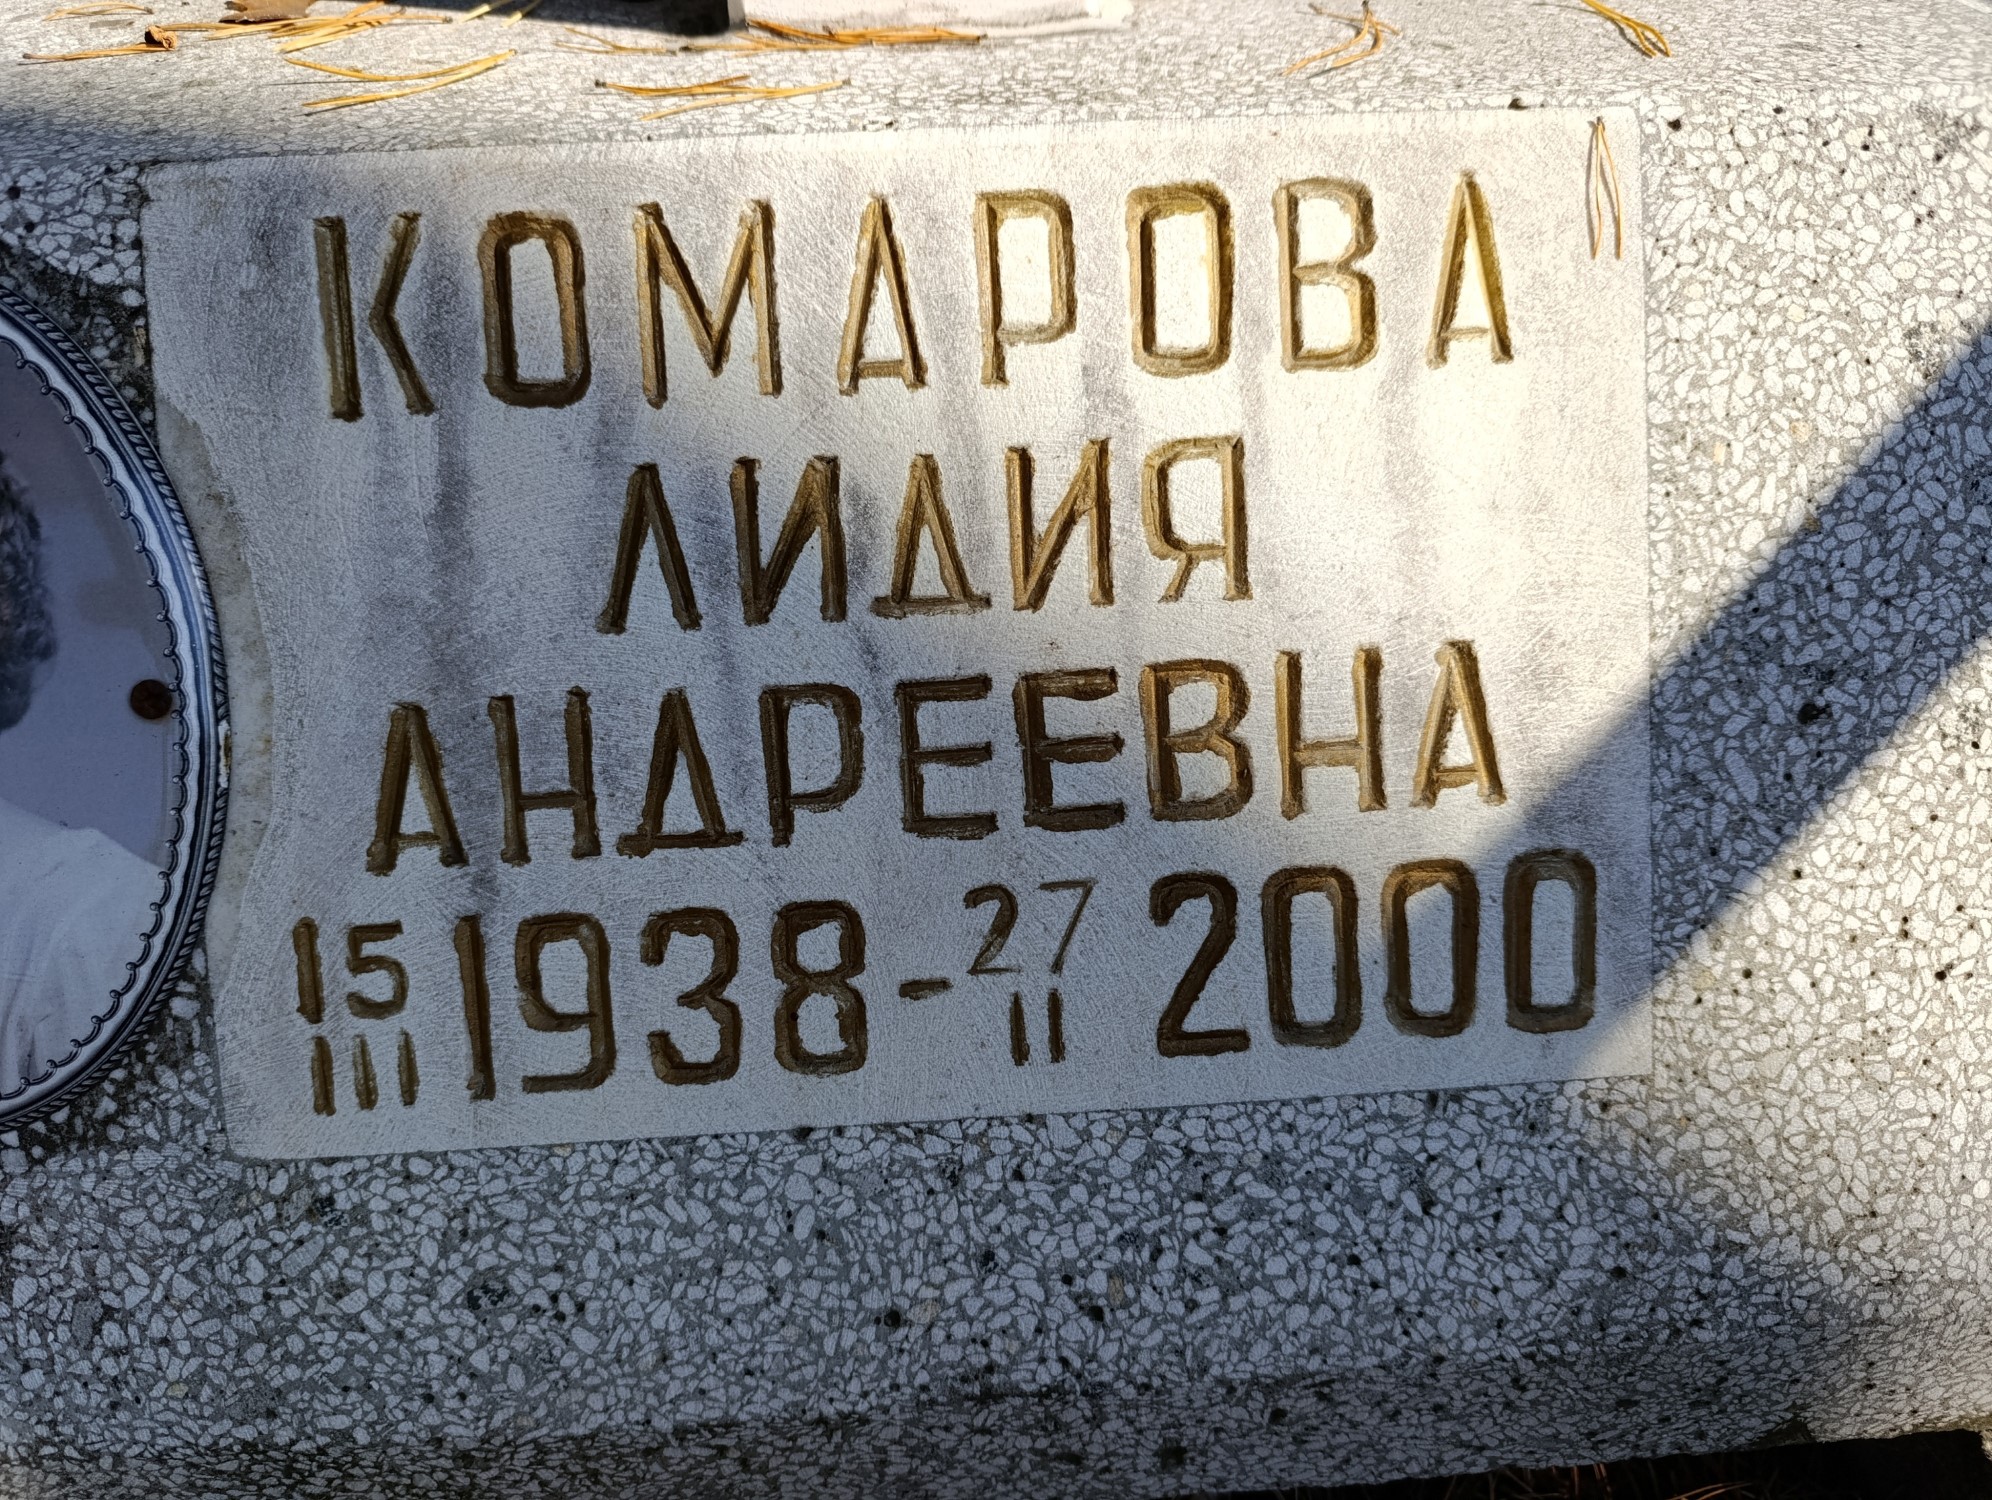 КОМАРОВА
ЛИДИЯ
АНДРЕЕВНА
15 III 1938 - 27 II 2000